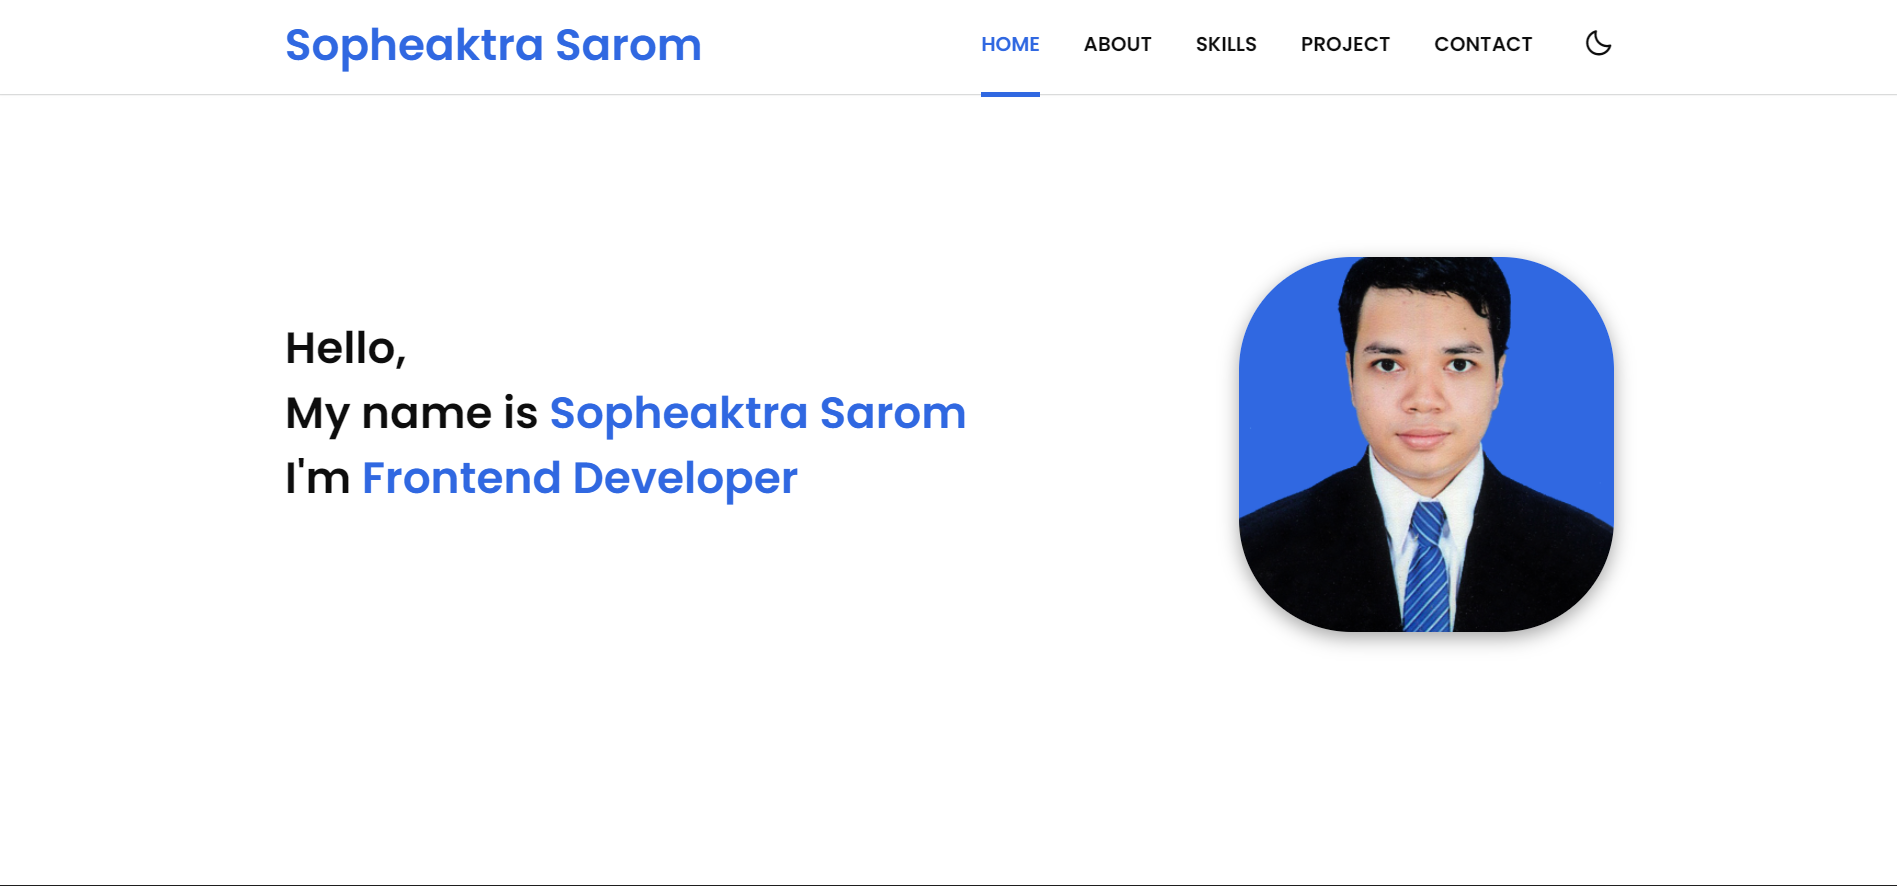 Sopheaktra Sarom
HOME ABOUT SKILLS PROJECT CONTACT
Hello,
My name is Sopheaktra Sarom
I'm Frontend Developer